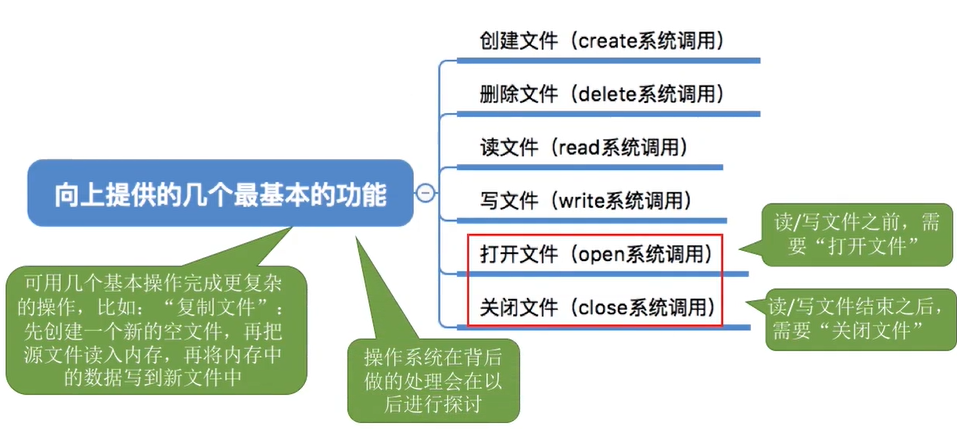 创建文件（create系统调用）
删除文件（delete系统调用）
读文件（read系统调用）
向上提供的几个最基本的功能
写文件（write系统调用）
打开文件（open系统调用）
关闭文件（close系统调用）
读/写文件之前，需
要“打开文件”
读/写文件结束之后，
需要“关闭文件”
可用几个基本操作完成更复杂
的操作，比如：“复制文件”：
先创建一个新的空文件，再把
源文件读入内存，再将内存中
的数据写到新文件中
操作系统在背后
做的处理会在以
后进行探讨